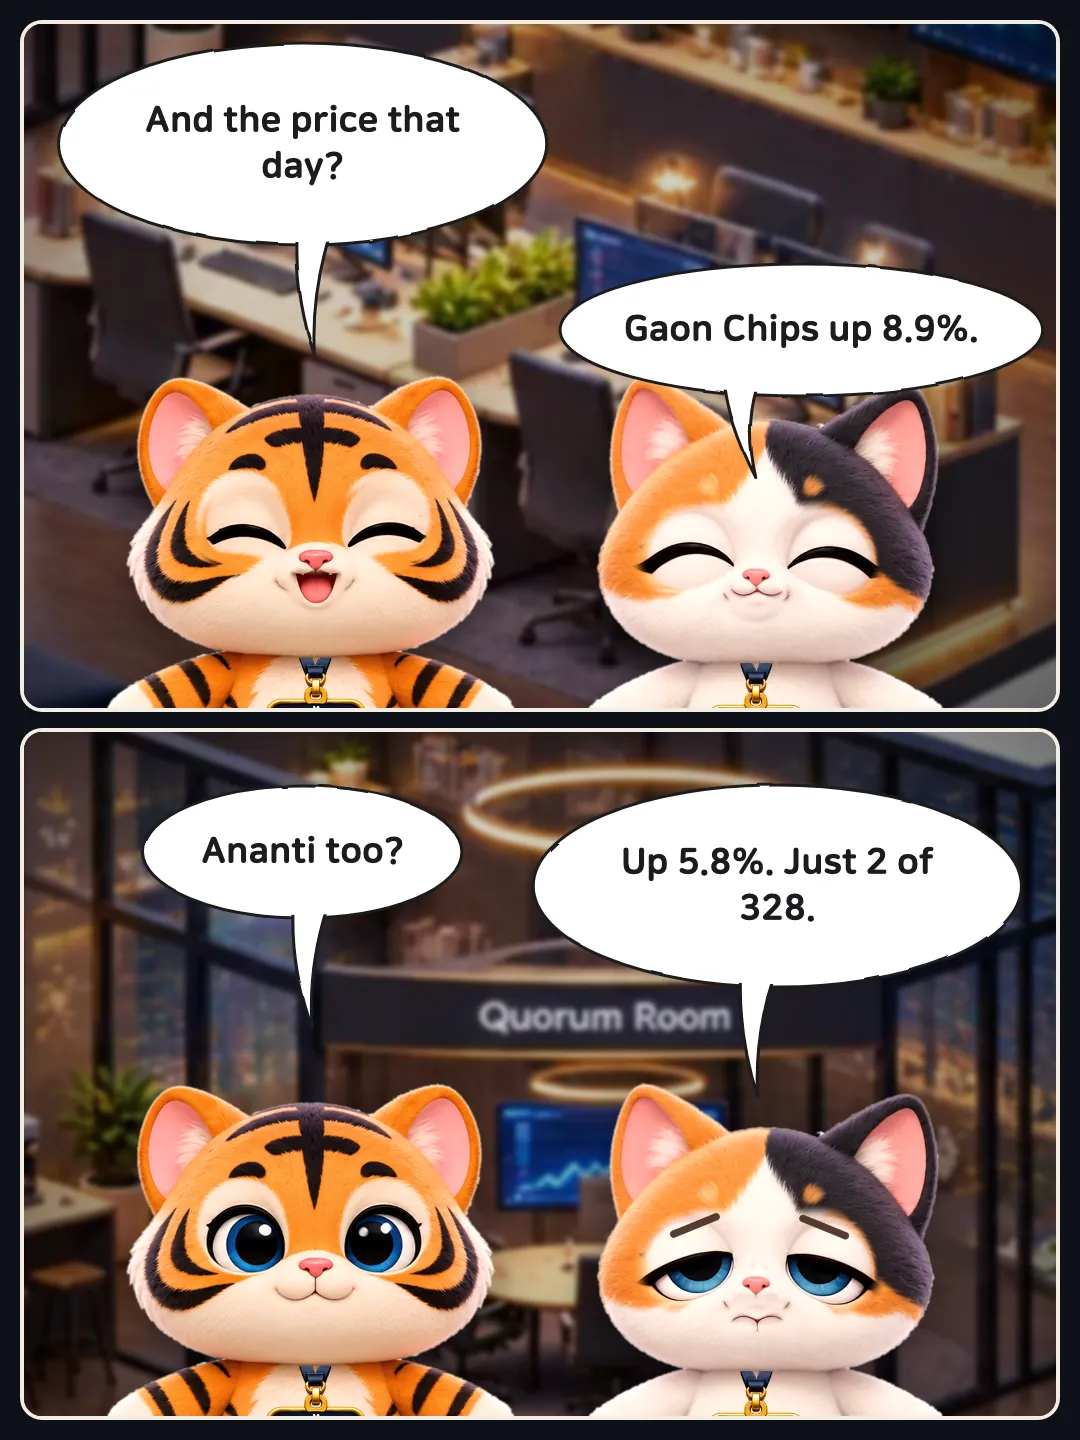 And the price that
day?
Gaon Chips up 8.9%.
Ananti too?
Up 5.8%. Just 2 of
328.
Quorum Room